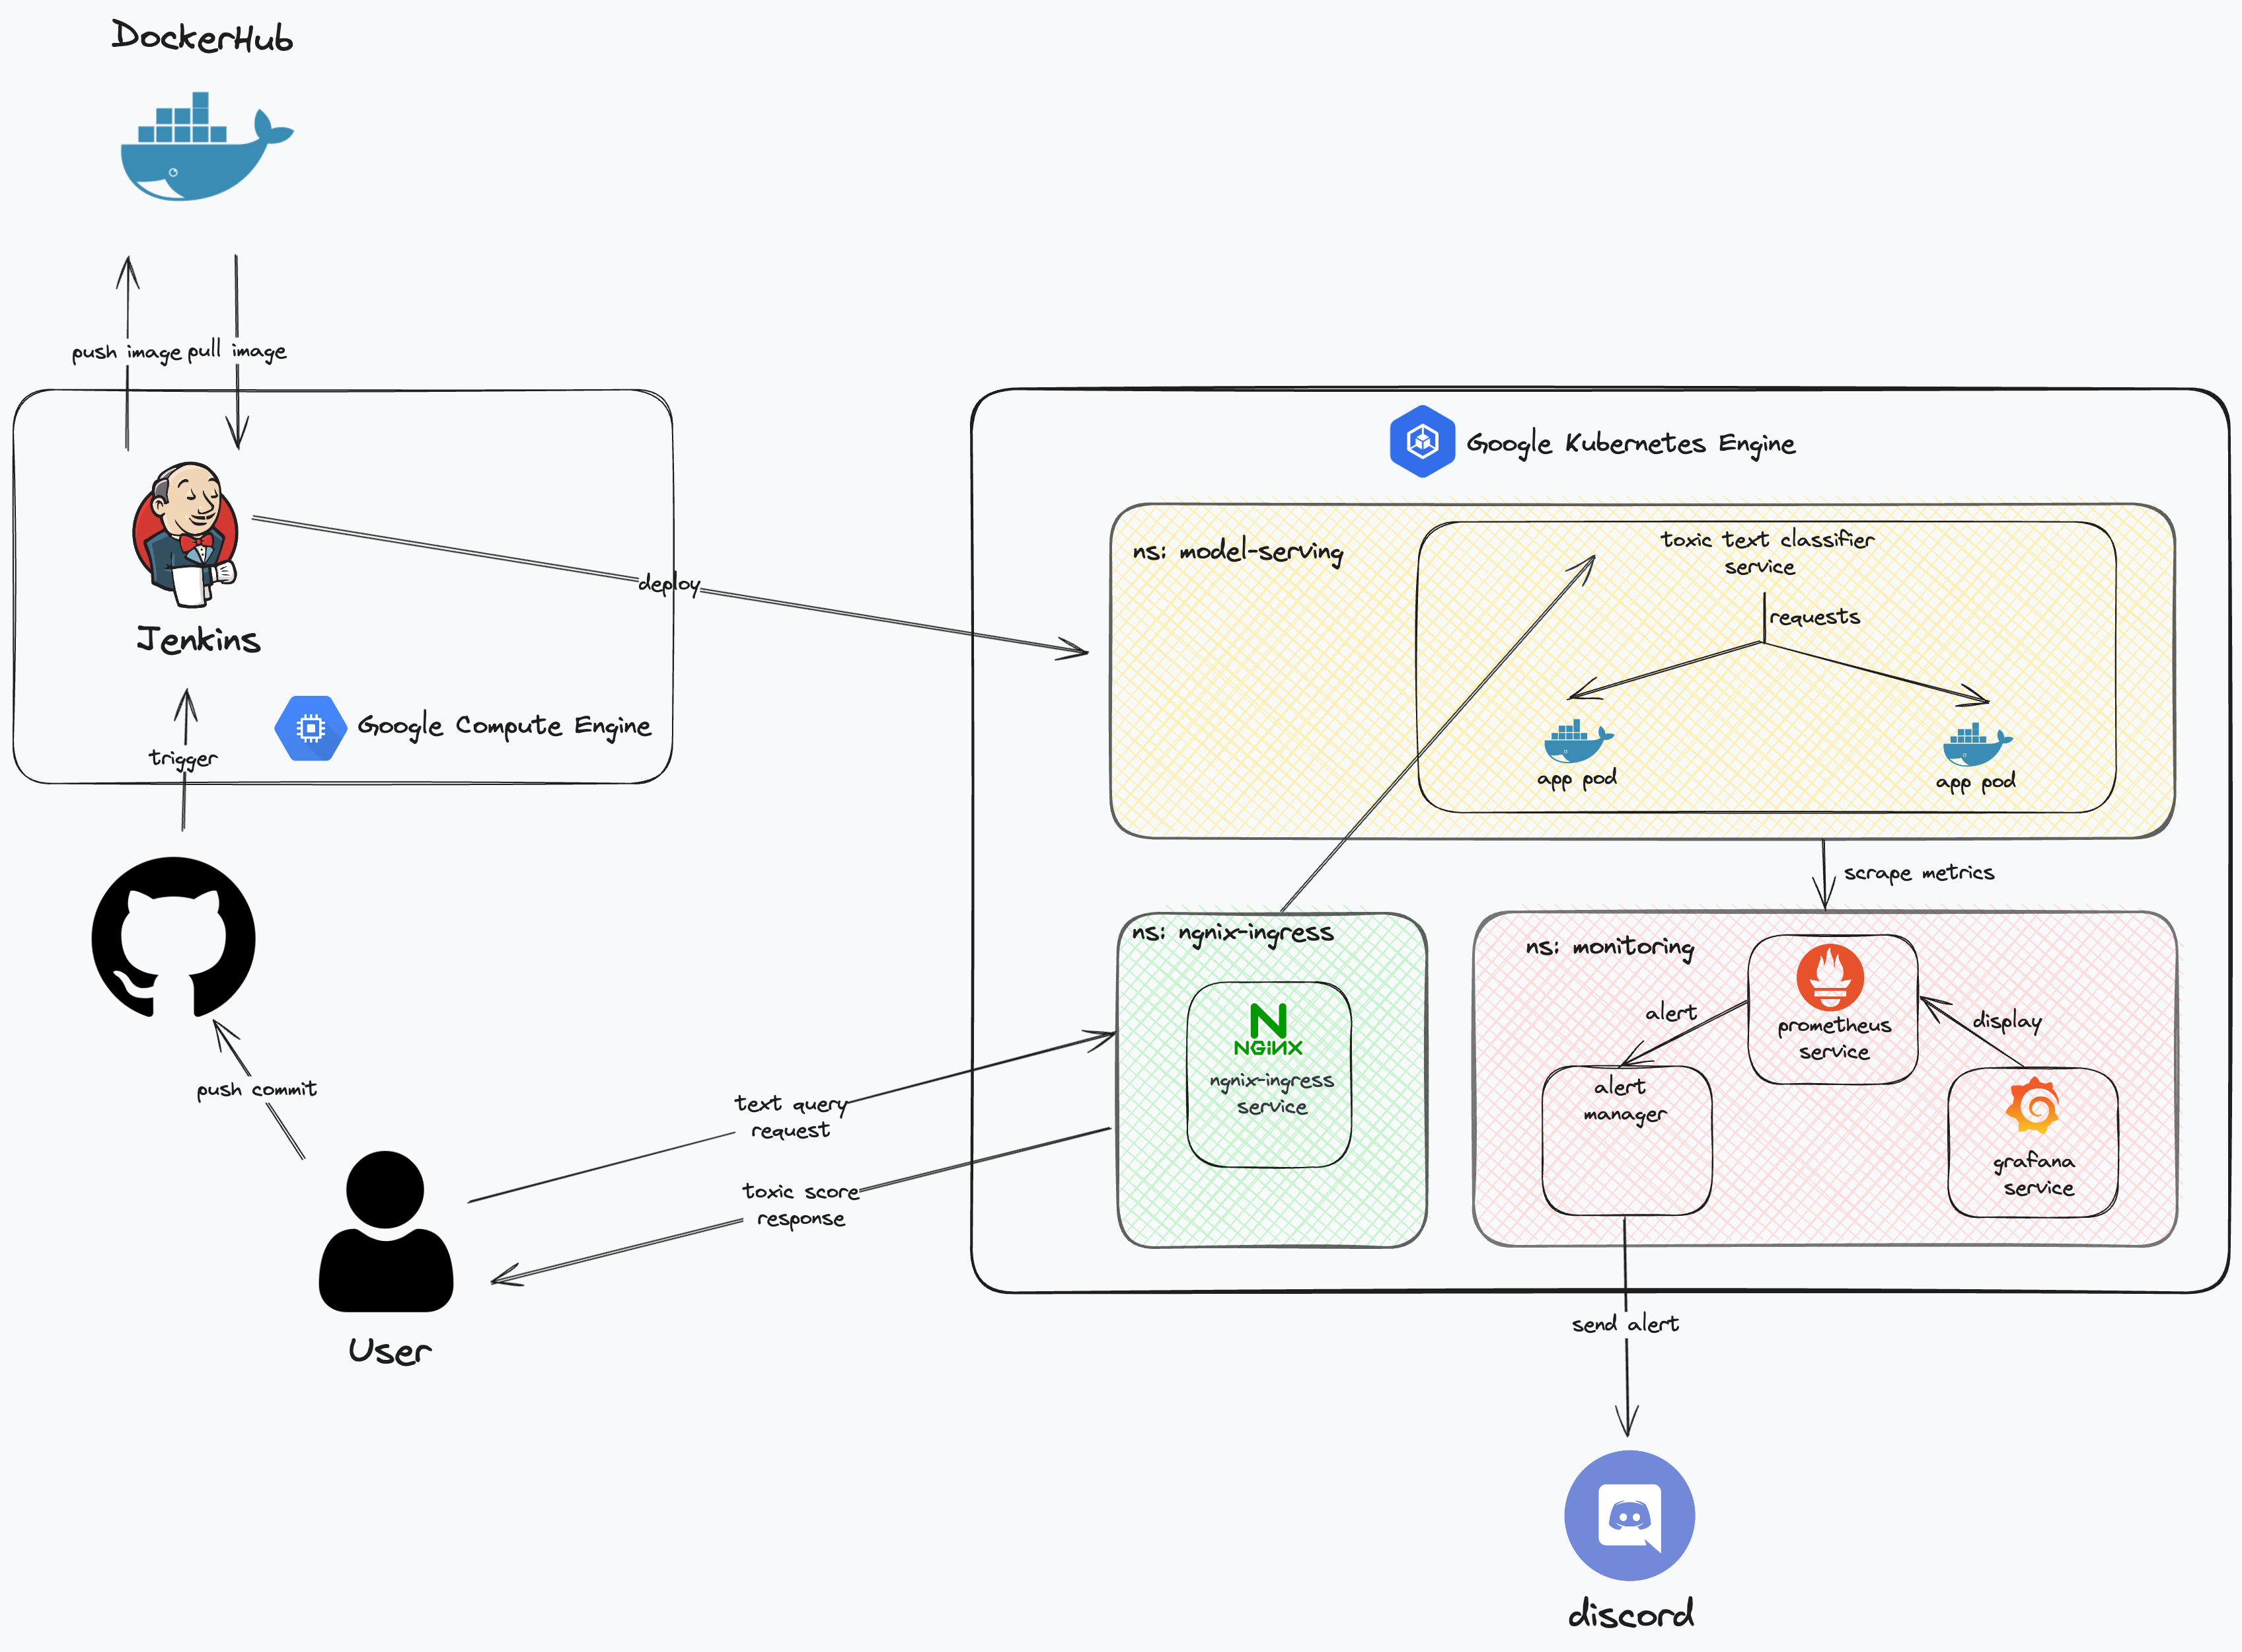 DockerHub
push image
pull image
Jenkins
deploy
Google Compute Engine
trigger
push commit
User
text query
request
toxic score
response
Google Kubernetes Engine
ns: model-serving
toxic text classifier
service
requests
app pod
app pod
scrape metrics
ns: ngnix-ingress
NGINX
ngnix-ingress
service
ns: monitoring
prometheus
service
alert
display
alert
manager
grafana
service
send alert
discord